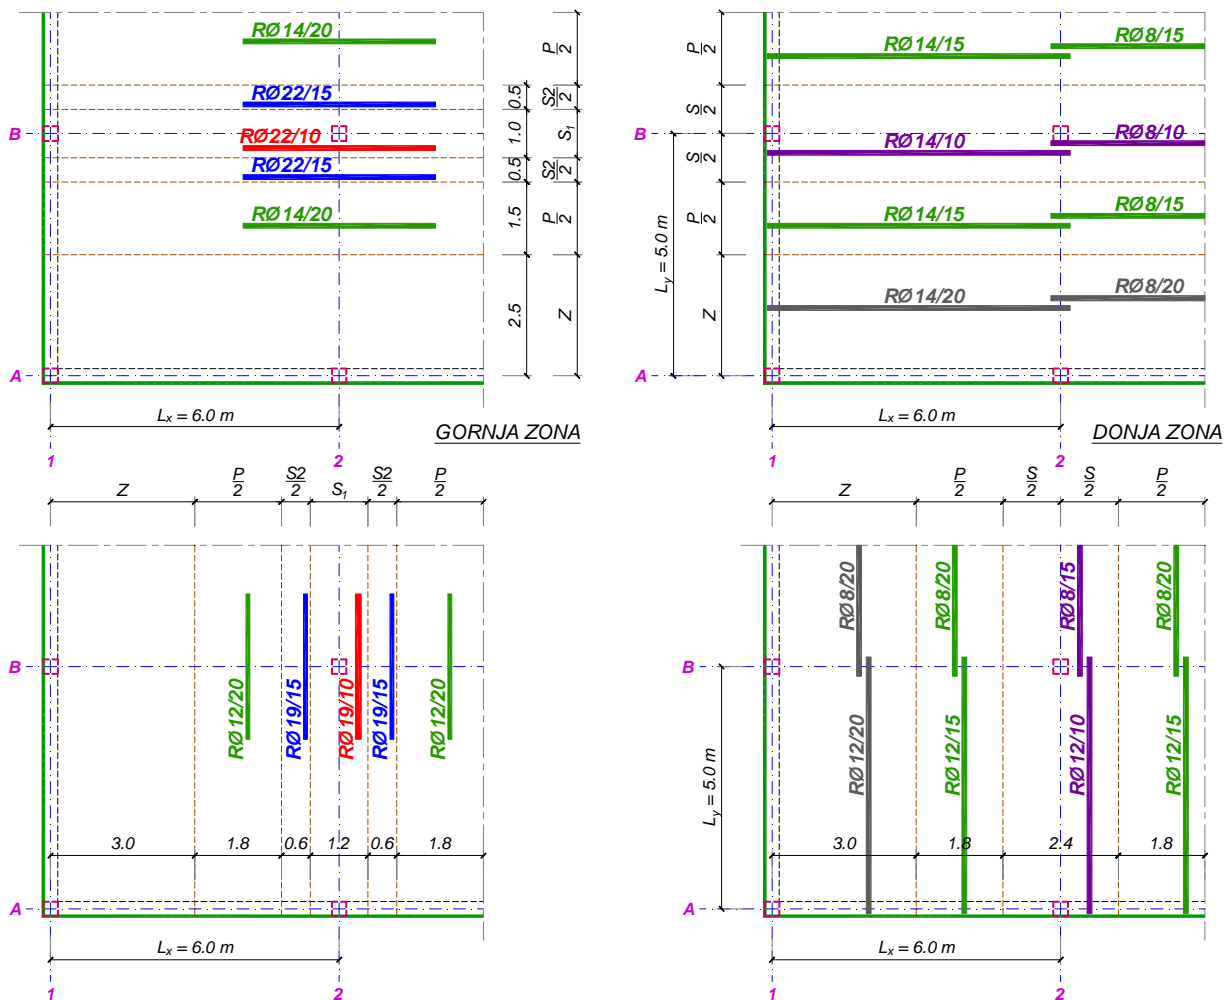 RØ14/20
RØ22/15
RØ22/10
RØ22/15
RØ14/20
0.5
1.0
0.5
1.5
2.5
P/2
S2/2
S₁
S2/2
P/2
Z
B
A
Lₓ = 6.0 m
1
2
GORNJA ZONA
RØ14/15
RØ8/15
RØ14/10
RØ8/10
RØ14/15
RØ8/15
RØ14/20
RØ8/20
P/2
S/2
S/2
P/2
Z
L_y = 5.0 m
B
A
Lₓ = 6.0 m
1
2
DONJA ZONA
Z
P/2
S2/2
S₁
S2/2
P/2
RØ12/20
RØ19/15
RØ19/10
RØ19/15
RØ12/20
3.0
1.8
0.6
1.2
0.6
1.8
B
A
Lₓ = 6.0 m
1
2
Z
P/2
S/2
S/2
P/2
RØ8/20
RØ8/20
RØ8/15
RØ8/20
RØ12/20
RØ12/15
RØ12/10
RØ12/15
3.0
1.8
2.4
1.8
L_y = 5.0 m
B
A
Lₓ = 6.0 m
1
2